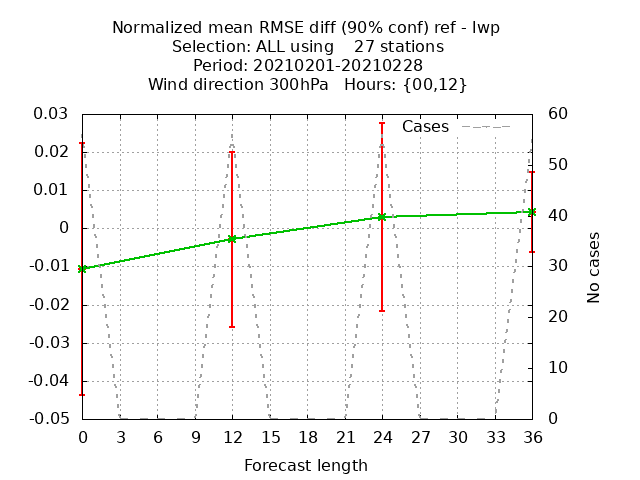 Normalized mean RMSE diff (90% conf) ref - lwp
Selection: ALL using    27 stations
Period: 20210201-20210228
Wind direction 300hPa   Hours: {00,12}
Cases
0.03
0.02
0.01
0
-0.01
-0.02
-0.03
-0.04
-0.05
60
50
40
30
20
10
0
No cases
0 3 6 9 12 15 18 21 24 27 30 33 36
Forecast length